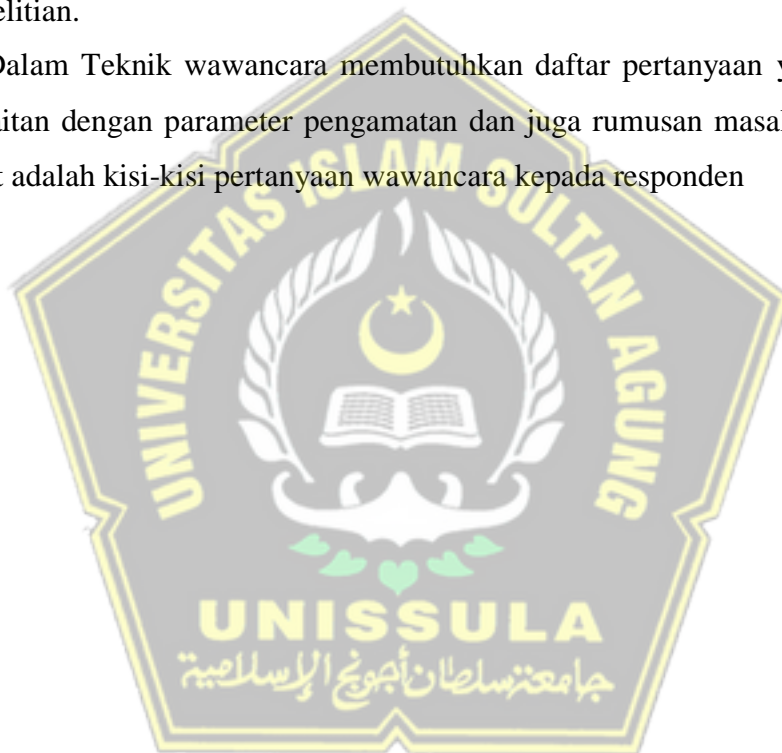 elitian.
Dalam Teknik wawancara membutuhkan daftar pertanyaan y
aitan dengan parameter pengamatan dan juga rumusan masal
t adalah kisi-kisi pertanyaan wawancara kepada responden
UNIVERSITAS ISLAM SULTAN AGUNG
UNISSULA
جامعة سلطان أجونج الإسلامية